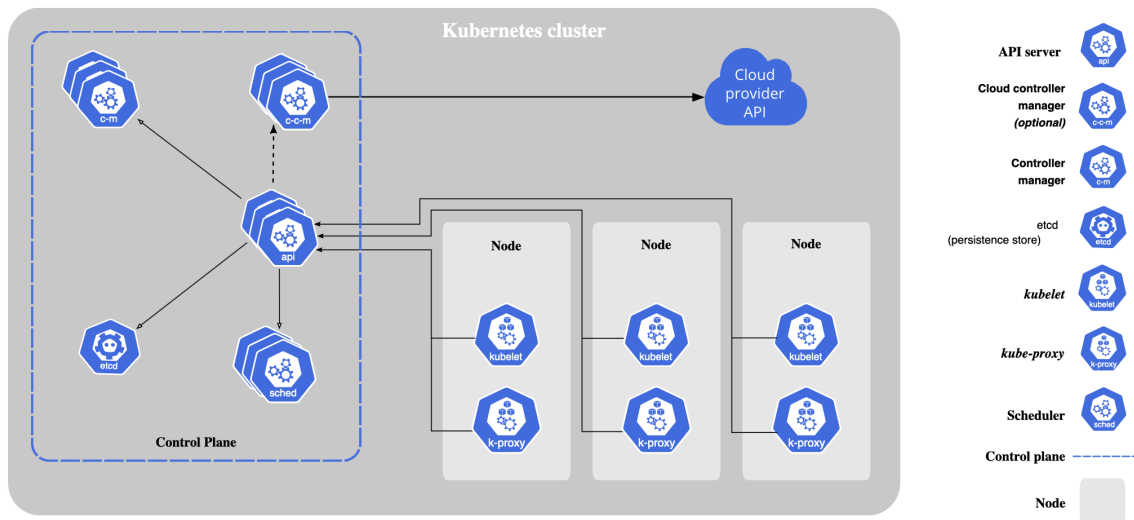 Kubernetes cluster
c-m
c-c-m
Cloud
provider
API
api
Node
Node
Node
etcd
sched
kubelet
kubelet
kubelet
k-proxy
k-proxy
k-proxy
Control Plane
API server
api
Cloud controller
manager
(optional)
c-c-m
Controller
manager
c-m
etcd
(persistence store)
etcd
kubelet
kubelet
kube-proxy
k-proxy
Scheduler
sched
Control plane
Node